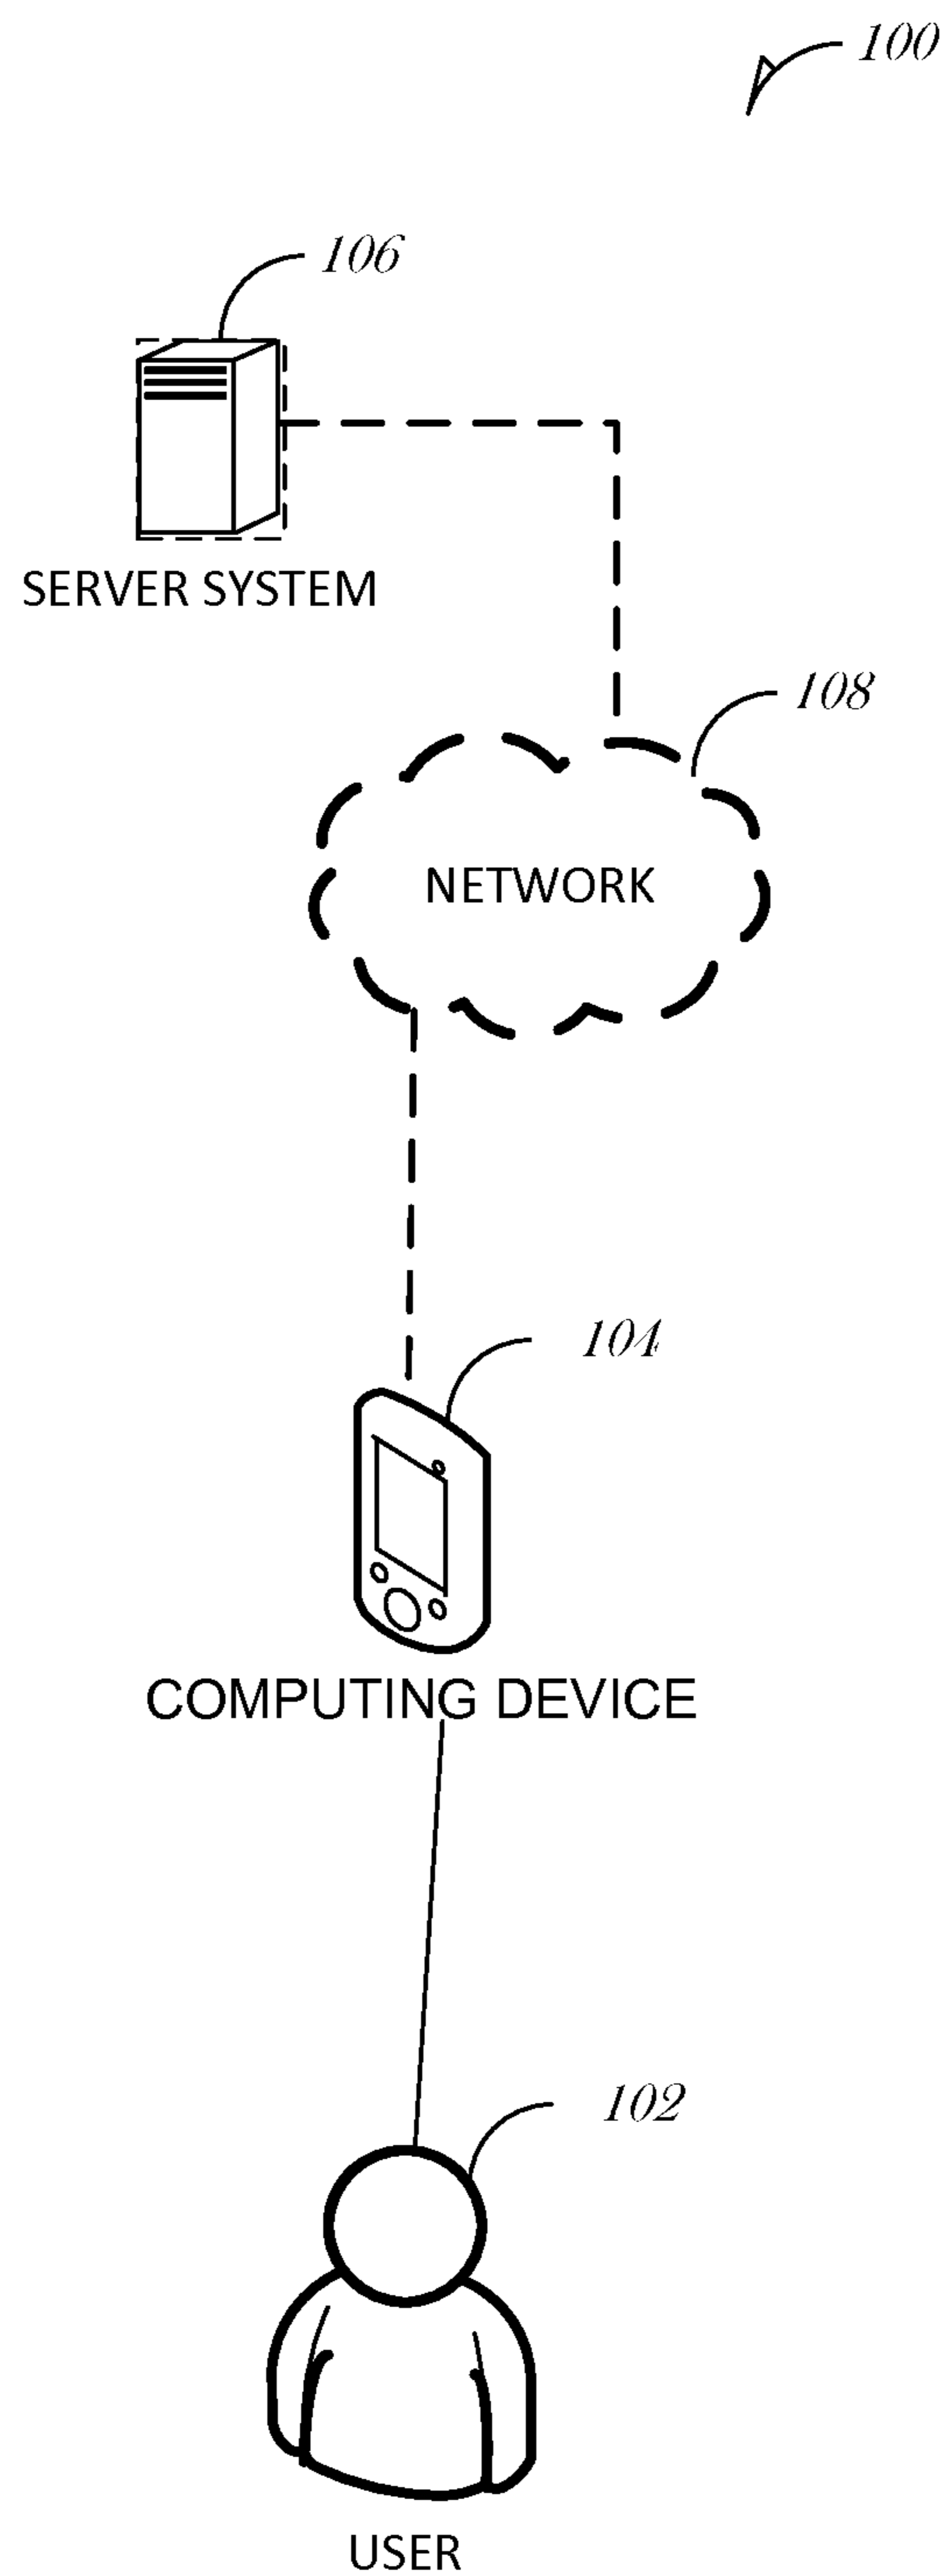 100
106
SERVER SYSTEM
108
NETWORK
104
COMPUTING DEVICE
102
USER